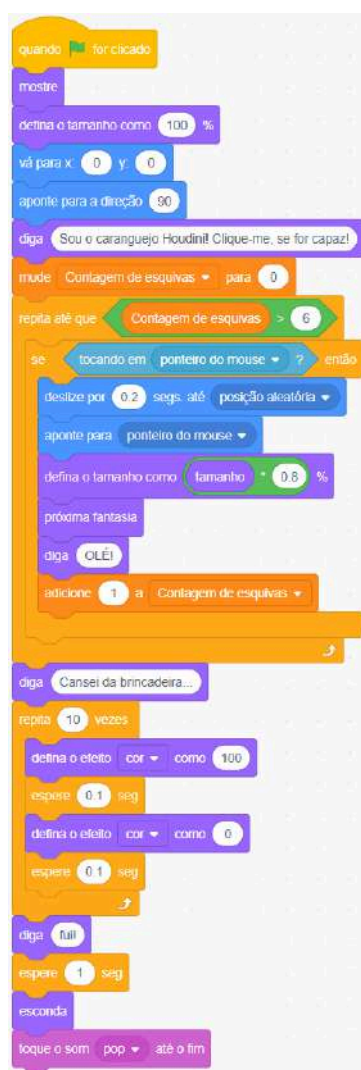 quando for clicado
mostre
defina o tamanho como 100 %
vá para x: 0 y: 0
aponte para a direção 90
diga Sou o caranguejo Houdini! Clique-me, se for capaz!
mude Contagem de esquivas para 0
repita até que Contagem de esquivas > 6
se tocando em ponteiro do mouse ? então
deslize por 0.2 segs. até posição aleatória
aponte para ponteiro do mouse
defina o tamanho como tamanho * 0.8 %
próxima fantasia
diga OLÉ!
adicione 1 a Contagem de esquivas
diga Cansei da brincadeira...
repita 10 vezes
defina o efeito cor como 100
espere 0.1 seg
defina o efeito cor como 0
espere 0.1 seg
diga fui!
espere 1 seg
esconda
toque o som pop até o fim